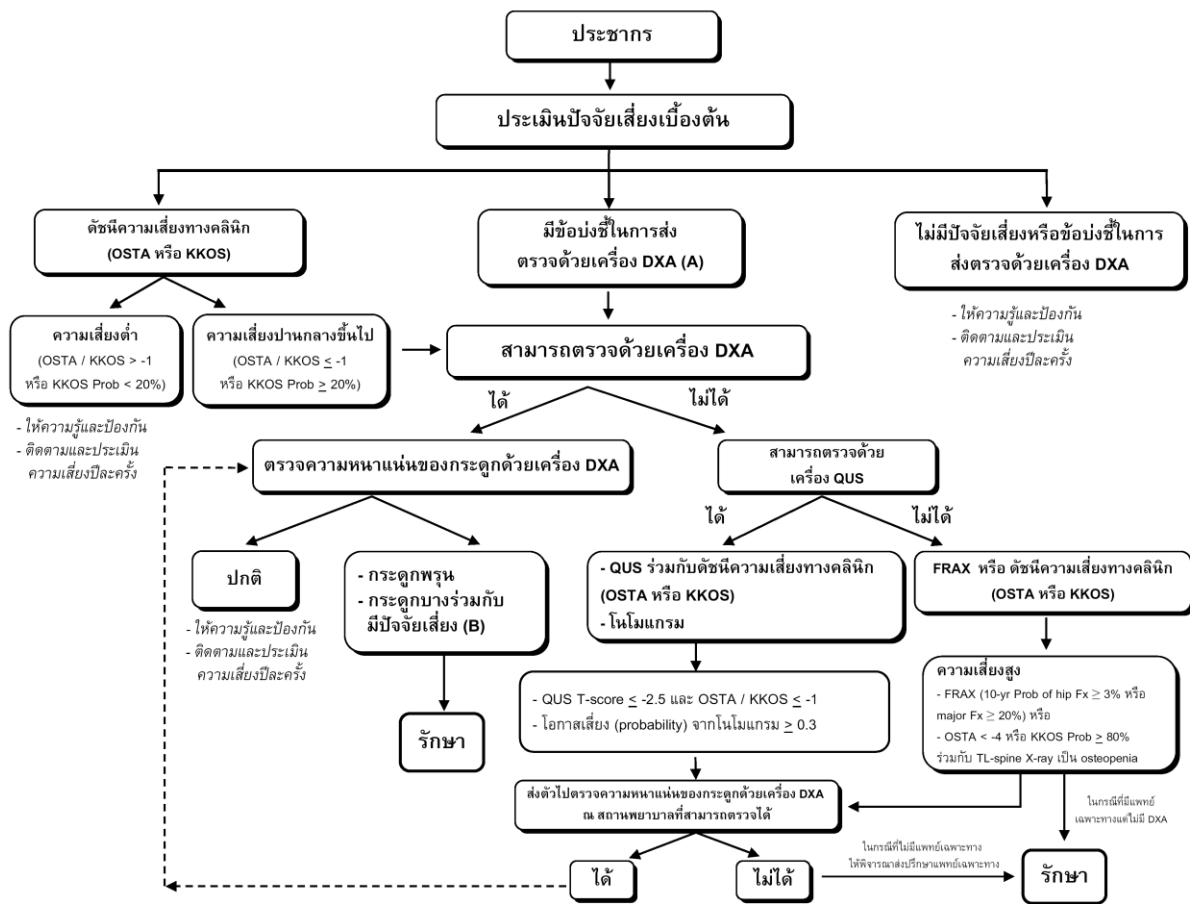 ประชากร
ประเมินปัจจัยเสี่ยงเบื้องต้น
ดัชนีความเสี่ยงทางคลินิก
(OSTA หรือ KKOS)
มีข้อบ่งชี้ในการส่ง
ตรวจด้วยเครื่อง DXA (A)
ไม่มีปัจจัยเสี่ยงหรือข้อบ่งชี้ในการ
ส่งตรวจด้วยเครื่อง DXA
- ให้ความรู้และป้องกัน
- ติดตามและประเมิน
ความเสี่ยงปีละครั้ง
ความเสี่ยงต่ำ
(OSTA / KKOS > -1
หรือ KKOS Prob < 20%)
- ให้ความรู้และป้องกัน
- ติดตามและประเมิน
ความเสี่ยงปีละครั้ง
ความเสี่ยงปานกลางขึ้นไป
(OSTA / KKOS ≤ -1
หรือ KKOS Prob ≥ 20%)
สามารถตรวจด้วยเครื่อง DXA
ได้
ไม่ได้
ตรวจความหนาแน่นของกระดูกด้วยเครื่อง DXA
สามารถตรวจด้วย
เครื่อง QUS
ได้
ไม่ได้
ปกติ
- ให้ความรู้และป้องกัน
- ติดตามและประเมิน
ความเสี่ยงปีละครั้ง
- กระดูกพรุน
- กระดูกบางร่วมกับ
มีปัจจัยเสี่ยง (B)
รักษา
- QUS ร่วมกับดัชนีความเสี่ยงทางคลินิก
(OSTA หรือ KKOS)
- โนโมแกรม
FRAX หรือ ดัชนีความเสี่ยงทางคลินิก
(OSTA หรือ KKOS)
- QUS T-score ≤ -2.5 และ OSTA / KKOS ≤ -1
- โอกาสเสี่ยง (probability) จากโนโมแกรม ≥ 0.3
ความเสี่ยงสูง
- FRAX (10-yr Prob of hip Fx ≥ 3% หรือ
major Fx ≥ 20%) หรือ
- OSTA < -4 หรือ KKOS Prob ≥ 80%
ร่วมกับ TL-spine X-ray เป็น osteopenia
ส่งตัวไปตรวจความหนาแน่นของกระดูกด้วยเครื่อง DXA
ณ สถานพยาบาลที่สามารถตรวจได้
ในกรณีที่มีแพทย์
เฉพาะทางแต่ไม่มี DXA
ได้
ไม่ได้
ในกรณีที่ไม่มีแพทย์เฉพาะทาง
ให้พิจารณาส่งปรึกษาแพทย์เฉพาะทาง
รักษา